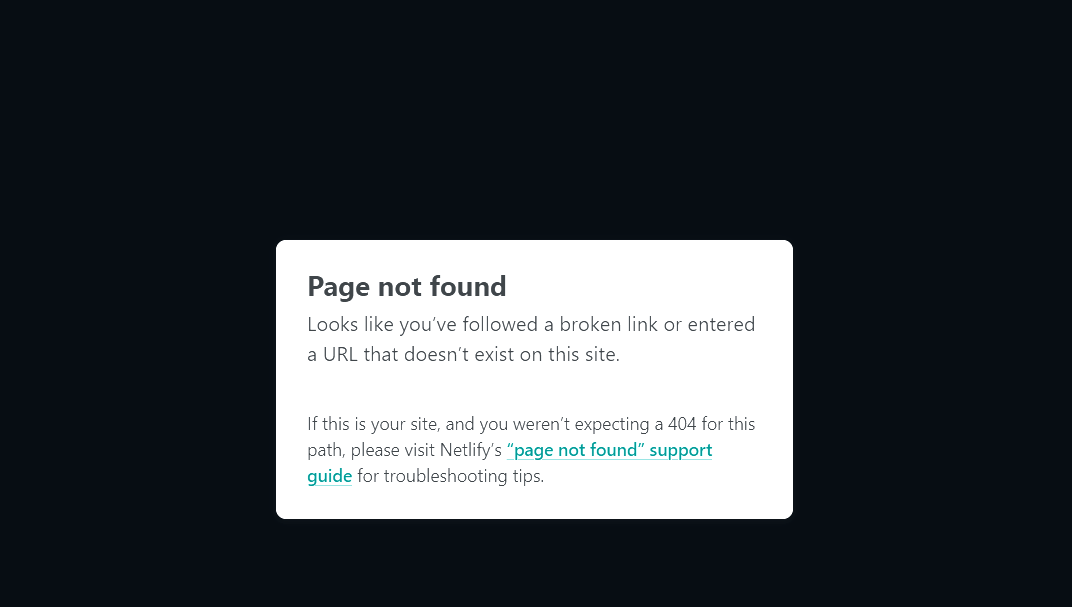 Page not found
Looks like you’ve followed a broken link or entered
a URL that doesn’t exist on this site.
If this is your site, and you weren’t expecting a 404 for this
path, please visit Netlify’s “page not found” support
guide for troubleshooting tips.